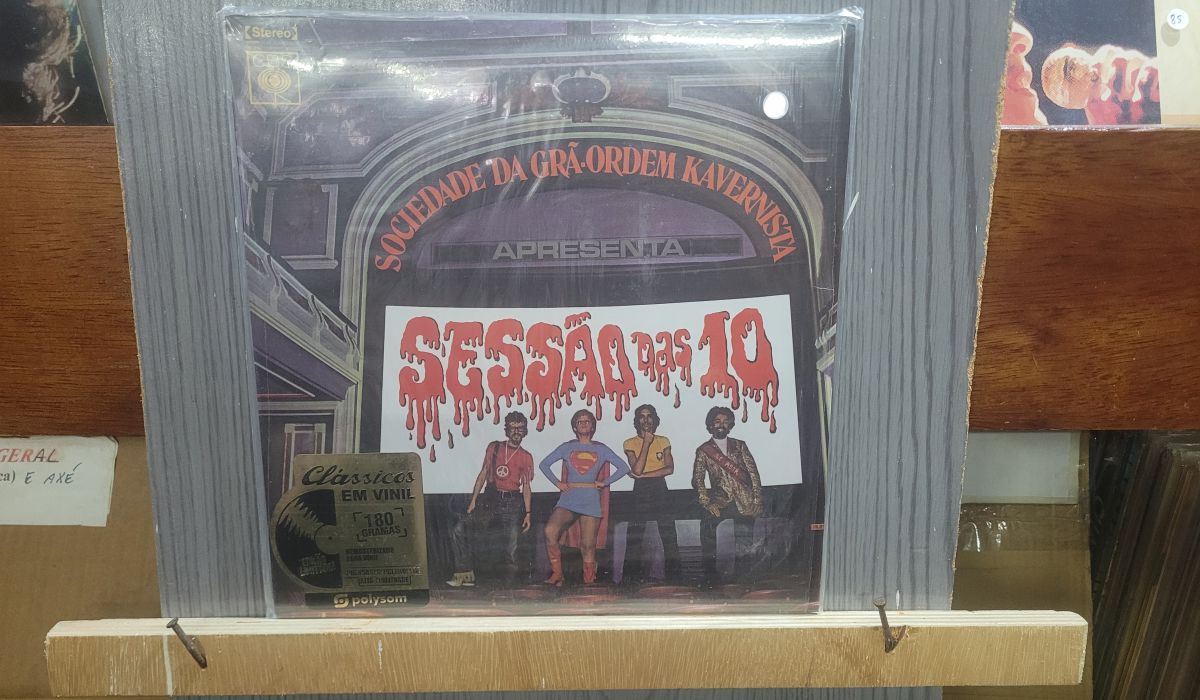 Stereo
CBS
85
SOCIEDADE DA GRÃ-ORDEM KAVERNISTA
APRESENTA
SESSÃO DAS 10
Clássicos
EM VINIL
180
GRAMAS
polysom
GERAL
E AXÉ